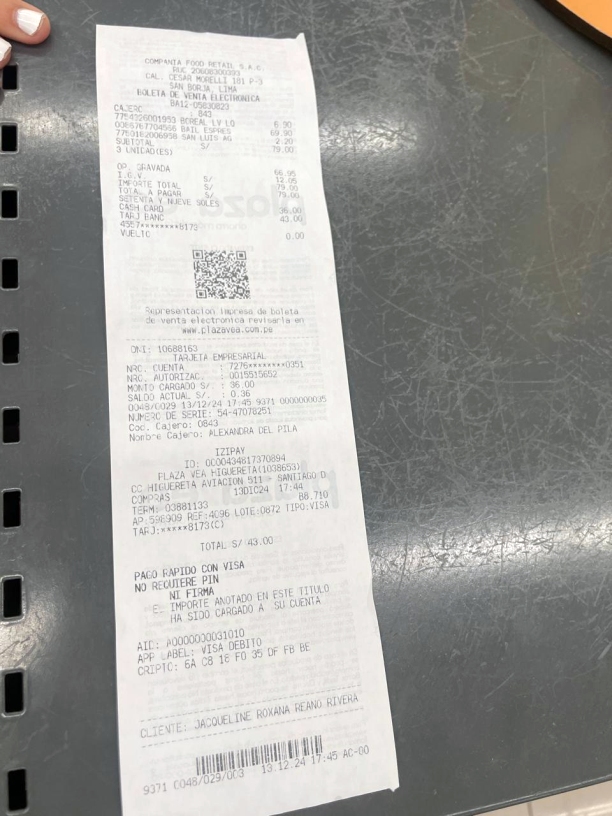 COMPAÑIA FOOD RETAIL S.A.C.
RUC 20608300393
CAL. CESAR MORELLI 181 P-3
SAN BORJA, LIMA
BOLETA DE VENTA ELECTRONICA
BA12-05830823
CAJERO : 843
7754926001953 BOREAL LV LQ 6.90
0086767704566 BAIL ESPRES 69.90
7750182006958 SAN LUIS AG 2.20
SUBTOTAL S/ 79.00
3 UNIDAD(ES)
OP. GRAVADA 66.95
I.G.V. S/ 12.05
IMPORTE TOTAL S/ 79.00
TOTAL A PAGAR S/ 79.00
SETENTA Y NUEVE SOLES
CASH CARD 36.00
TARJ BANC 43.00
4557********8173
VUELTO 0.00
Representacion impresa de boleta
de venta electronica revisarla en
www.plazavea.com.pe
DNI: 10688163
TARJETA EMPRESARIAL
NRO. CUENTA : 7276********0351
NRO. AUTORIZAC. : 0015515652
MONTO CARGADO S/ : 36.00
SALDO ACTUAL S/. : 0.36
0048/0029 13/12/24 17:45 9371 0000000035
NUMERO DE SERIE: 54-47078251
Cod. Cajero: 0843
Nombre Cajero: ALEXANDRA DEL PILA
IZIPAY
ID: 0000434617370894
PLAZA VEA HIGUERETA(1038653)
CC HIGUERETA AVIACION 511 - SANTIAGO D
COMPRAS 13DIC24 17:44
TERM: 03881133 B8.710
AP:598909 REF:4096 LOTE:0872 TIPO:VISA
TARJ:*****8173(C)
TOTAL S/ 43.00
PAGO RAPIDO CON VISA
NO REQUIERE PIN
NI FIRMA
EL IMPORTE ANOTADO EN ESTE TITULO
HA SIDO CARGADO A SU CUENTA
AID: A0000000031010
APP LABEL: VISA DEBITO
CRIPTO: 6A C8 18 F0 35 DF FB BE
CLIENTE: JACQUELINE ROXANA REANO RIVERA
9371 0048/029/003 13.12.24 17:45 AC-00